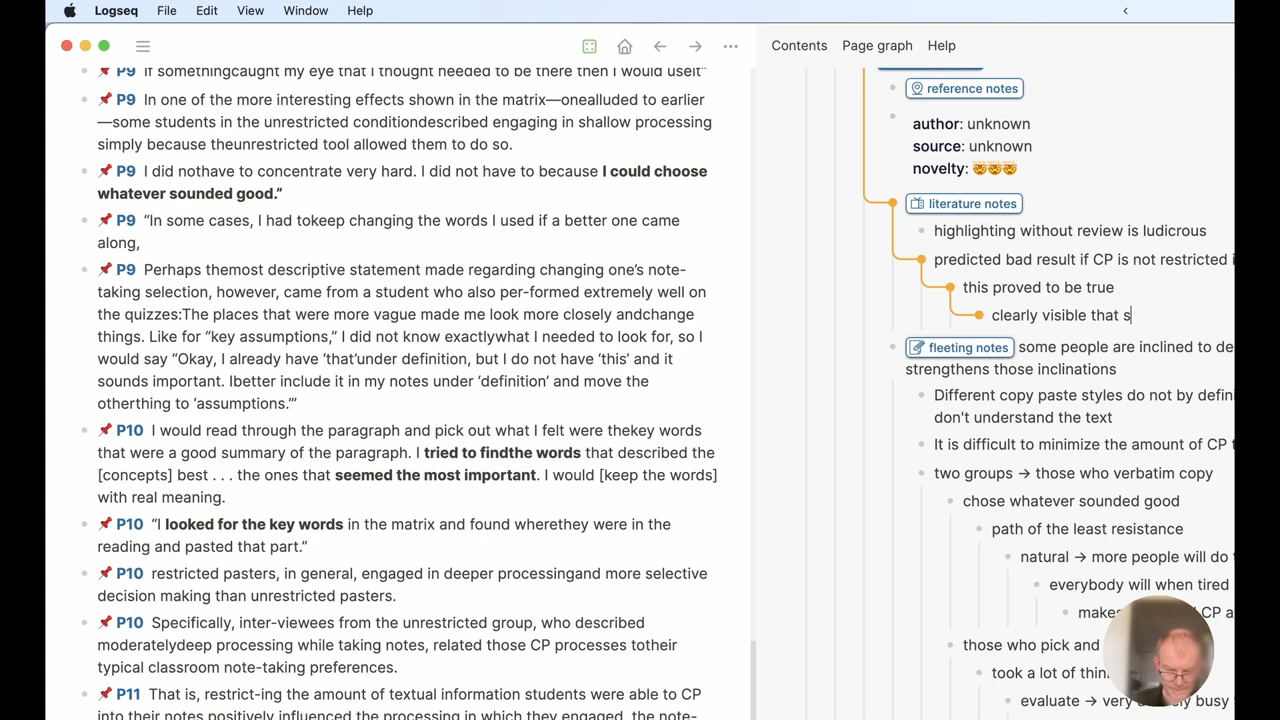 Logseq File Edit View Window Help
Contents Page graph Help
P9 If somethingcaught my eye that I thought needed to be there then I would useit”
P9 In one of the more interesting effects shown in the matrix—onealluded to earlier
—some students in the unrestricted conditiondescribed engaging in shallow processing
simply because theunrestricted tool allowed them to do so.
P9 I did nothave to concentrate very hard. I did not have to because I could choose
whatever sounded good.”
P9 “In some cases, I had tokeep changing the words I used if a better one came
along,
P9 Perhaps themost descriptive statement made regarding changing one’s note-
taking selection, however, came from a student who also per-formed extremely well on
the quizzes:The places that were more vague made me look more closely andchange
things. Like for “key assumptions,” I did not know exactlywhat I needed to look for, so I
would say “Okay, I already have ‘that’under definition, but I do not have ‘this’ and it
sounds important. Ibetter include it in my notes under ‘definition’ and move the
otherthing to ‘assumptions.’”
P10 I would read through the paragraph and pick out what I felt were thekey words
that were a good summary of the paragraph. I tried to findthe words that described the
[concepts] best . . . the ones that seemed the most important. I would [keep the words]
with real meaning.
P10 “I looked for the key words in the matrix and found wherethey were in the
reading and pasted that part.”
P10 restricted pasters, in general, engaged in deeper processingand more selective
decision making than unrestricted pasters.
P10 Specifically, inter-viewees from the unrestricted group, who described
moderatelydeep processing while taking notes, related those CP processes totheir
typical classroom note-taking preferences.
P11 That is, restrict-ing the amount of textual information students were able to CP
into their notes positively influenced the processing in which they engaged, the note-
reference notes
author: unknown
source: unknown
novelty: 🤯🤯🤯
literature notes
highlighting without review is ludicrous
predicted bad result if CP is not restricted
this proved to be true
clearly visible that s
fleeting notes some people are inclined to de
strengthens those inclinations
Different copy paste styles do not by defini
don't understand the text
It is difficult to minimize the amount of CP
two groups → those who verbatim copy
chose whatever sounded good
path of the least resistance
natural → more people will do
everybody will when tired
makes CP a
those who pick and
took a lot of thin
evaluate → very busy